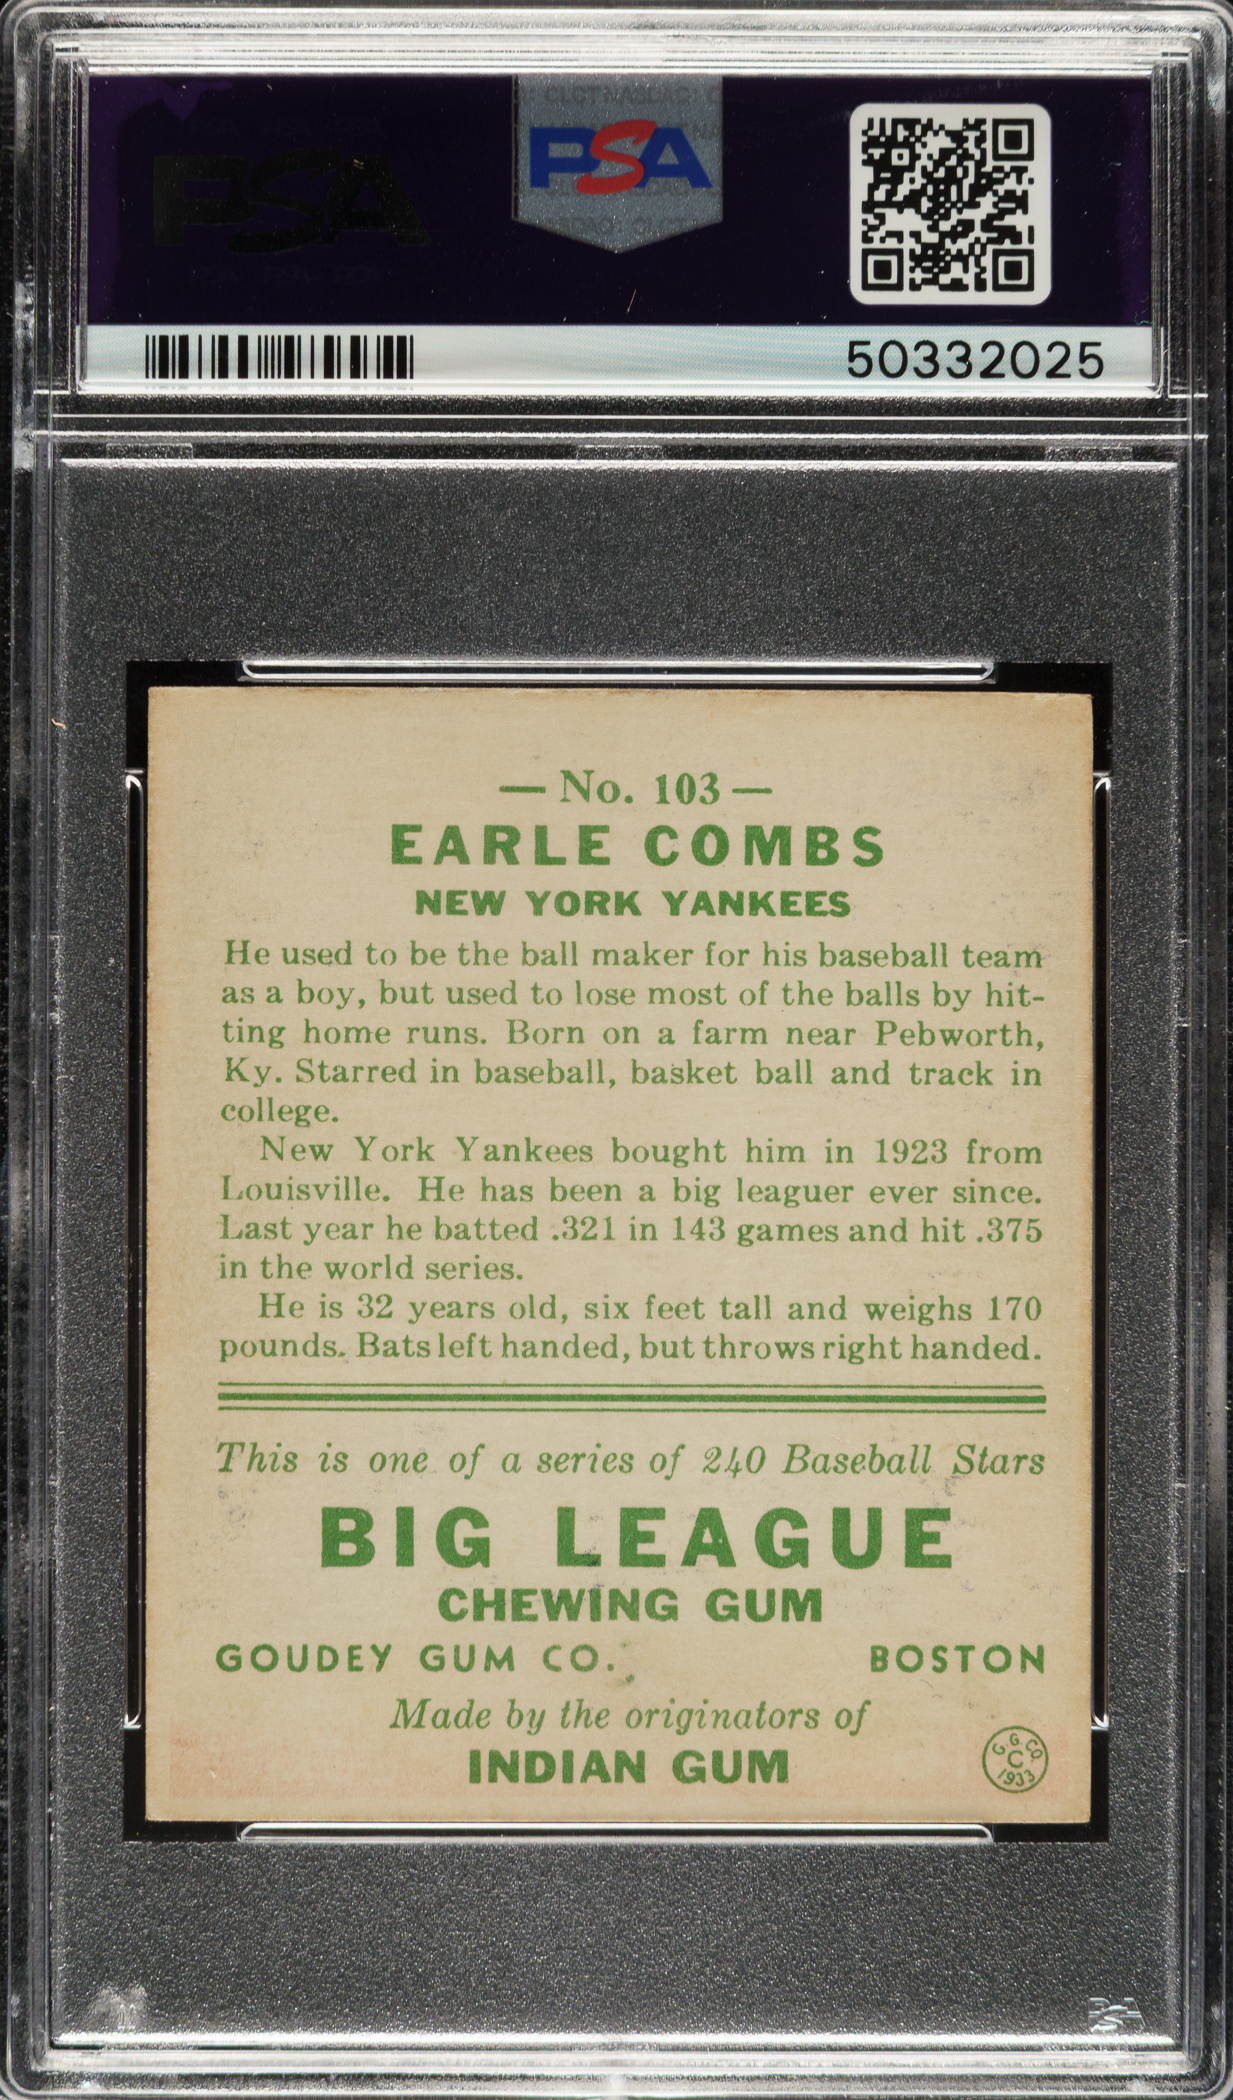 PSA
PSA
50332025
— No. 103 —
EARLE COMBS
NEW YORK YANKEES
He used to be the ball maker for his baseball team
as a boy, but used to lose most of the balls by hit-
ting home runs. Born on a farm near Pebworth,
Ky. Starred in baseball, basket ball and track in
college.
New York Yankees bought him in 1923 from
Louisville. He has been a big leaguer ever since.
Last year he batted .321 in 143 games and hit .375
in the world series.
He is 32 years old, six feet tall and weighs 170
pounds. Bats left handed, but throws right handed.
This is one of a series of 240 Baseball Stars
BIG LEAGUE
CHEWING GUM
GOUDEY GUM CO. BOSTON
Made by the originators of
INDIAN GUM
G. G. CO.
C
1933
PSA